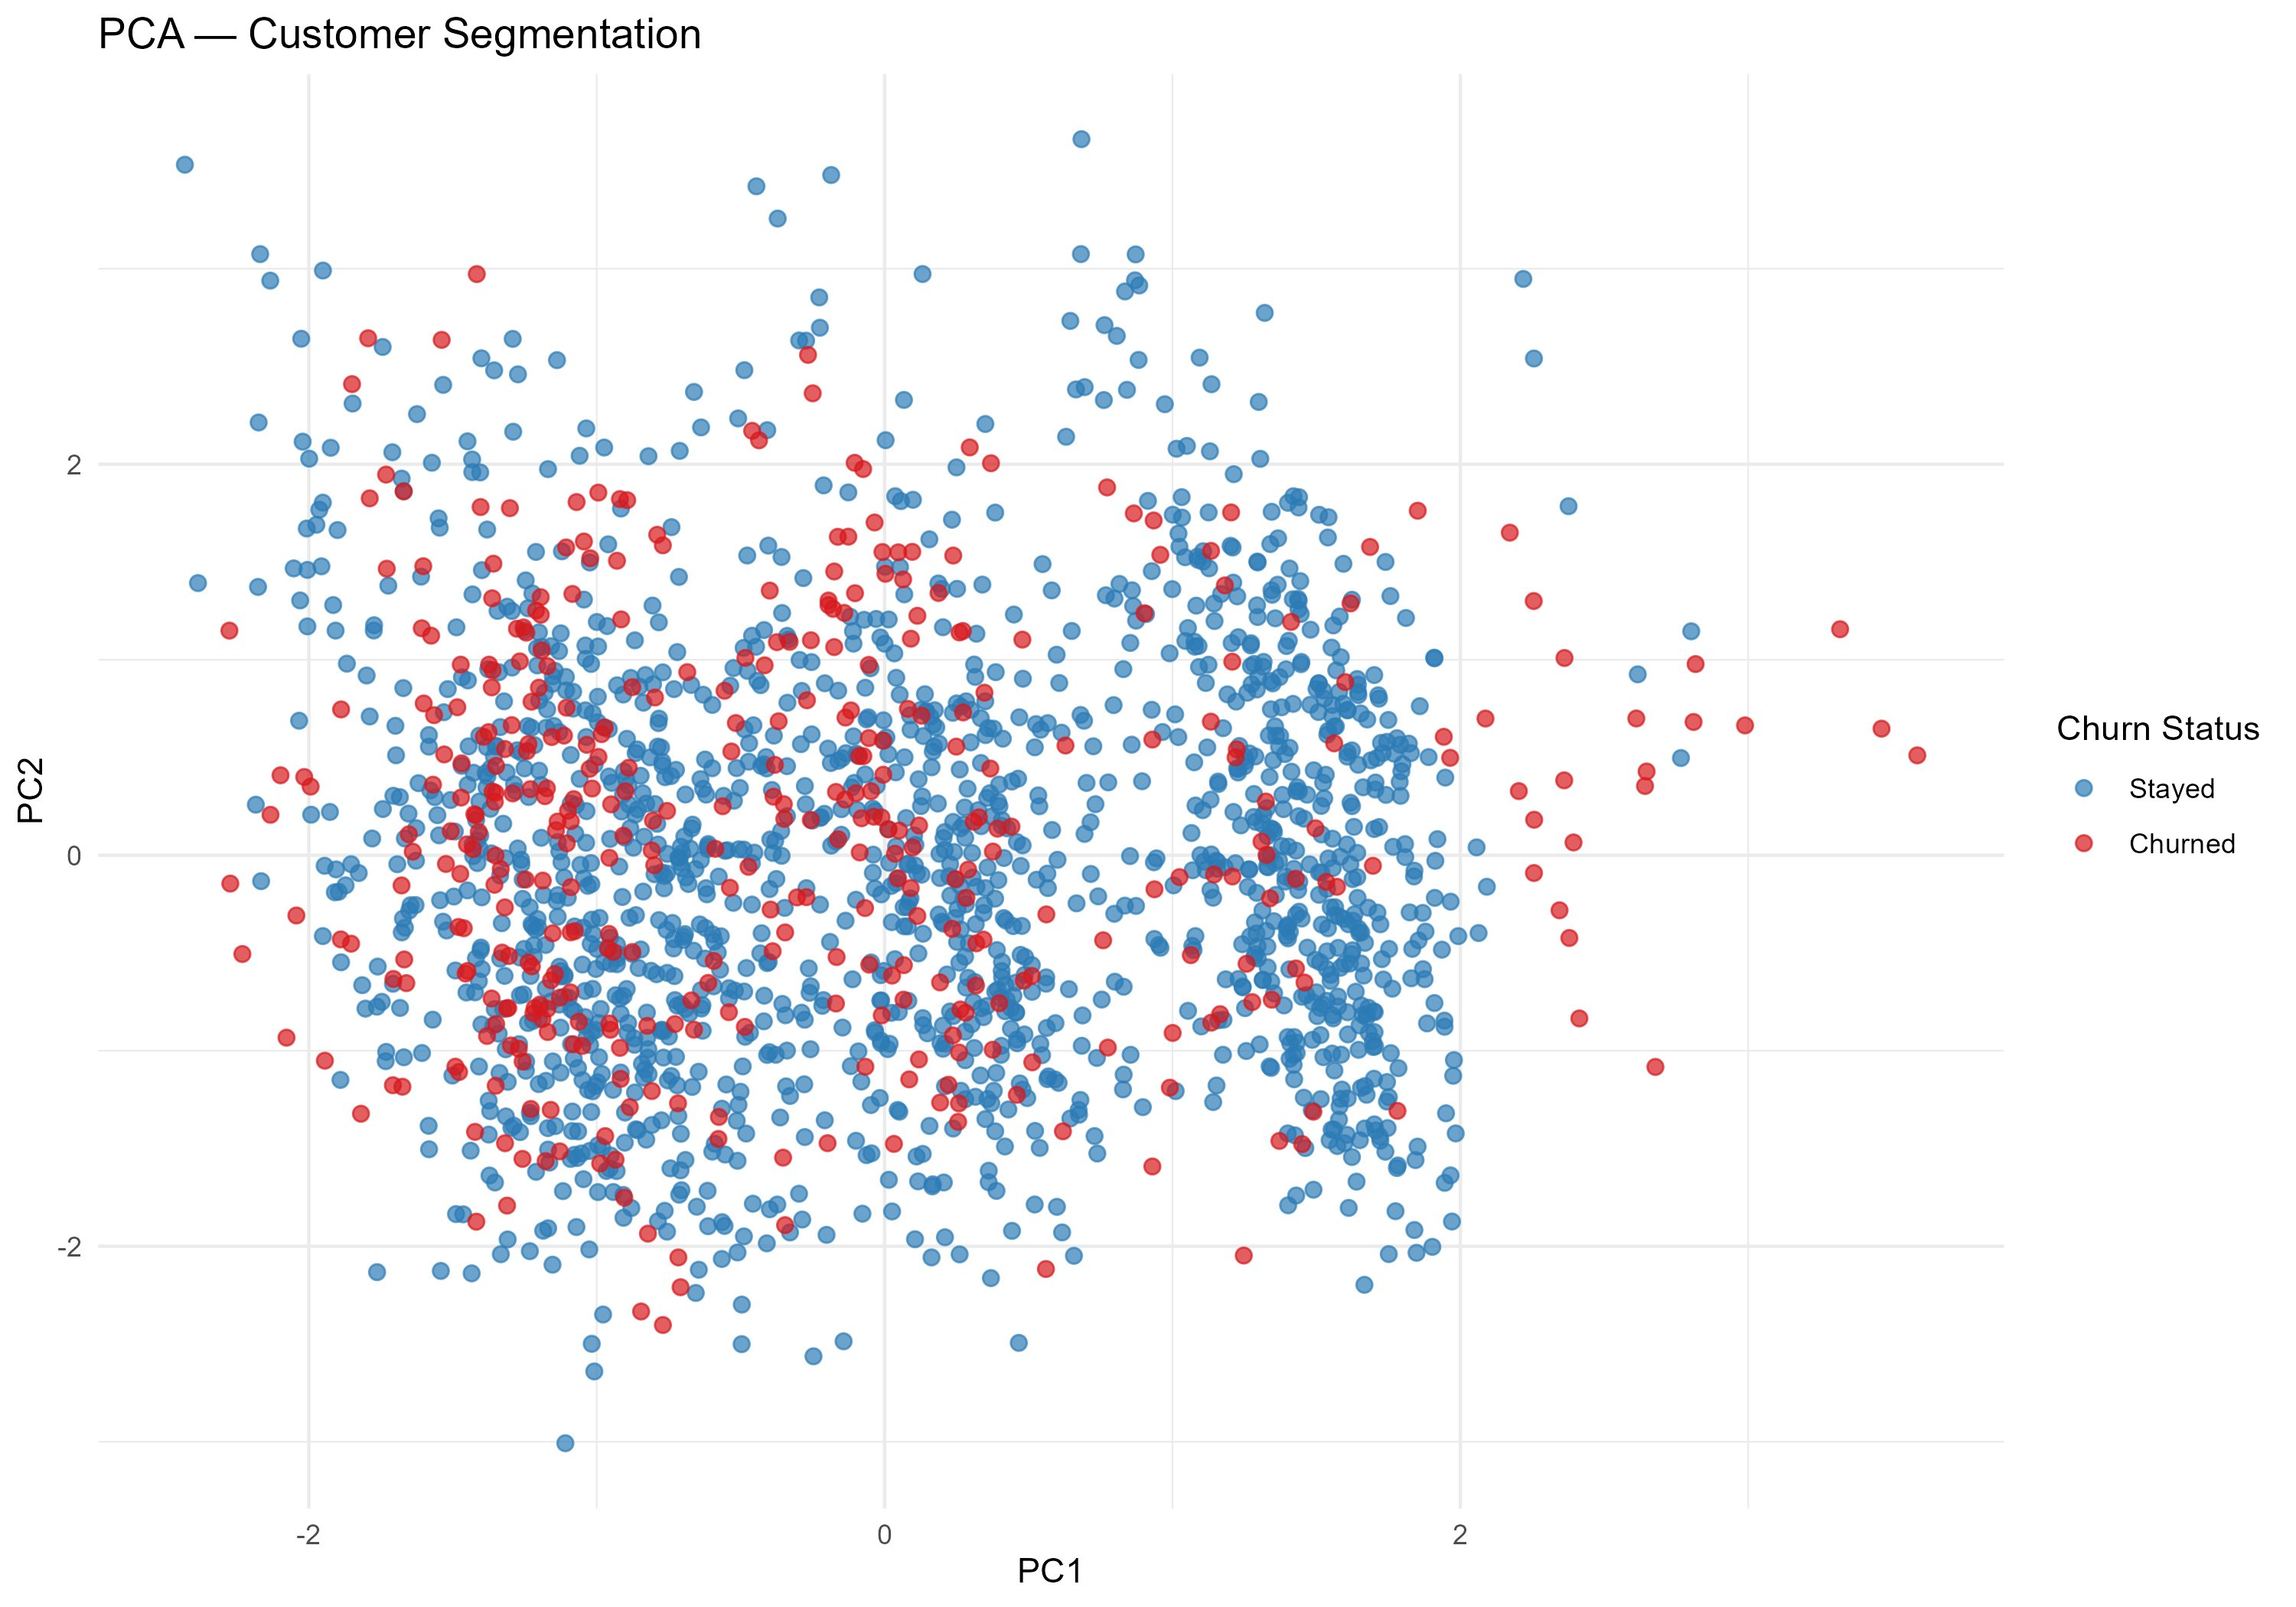 PCA — Customer Segmentation
PC2
2
0
-2
-2
0
2
PC1
Churn Status
Stayed
Churned